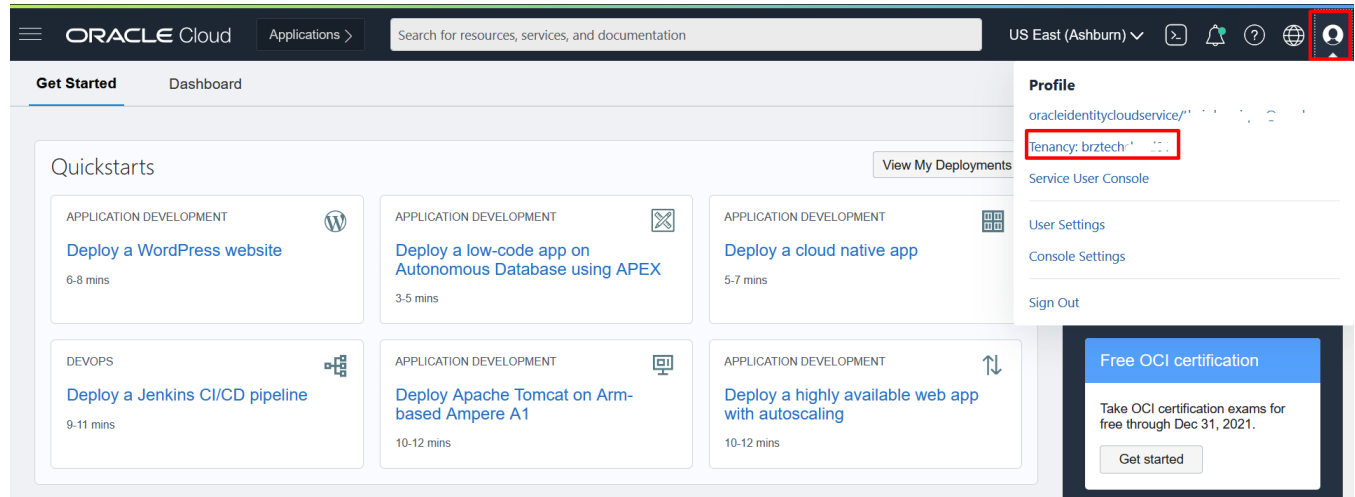 ORACLE Cloud
Applications >
Search for resources, services, and documentation
US East (Ashburn)
Get Started
Dashboard
Profile
oracleidentitycloudservice/
Tenancy:
Service User Console
User Settings
Console Settings
Sign Out
Quickstarts
View My Deployments
APPLICATION DEVELOPMENT
Deploy a WordPress website
6-8 mins
APPLICATION DEVELOPMENT
Deploy a low-code app on
Autonomous Database using APEX
3-5 mins
APPLICATION DEVELOPMENT
Deploy a cloud native app
5-7 mins
DEVOPS
Deploy a Jenkins CI/CD pipeline
9-11 mins
APPLICATION DEVELOPMENT
Deploy Apache Tomcat on Arm-
based Ampere A1
10-12 mins
APPLICATION DEVELOPMENT
Deploy a highly available web app
with autoscaling
10-12 mins
Free OCI certification
Take OCI certification exams for
free through Dec 31, 2021.
Get started